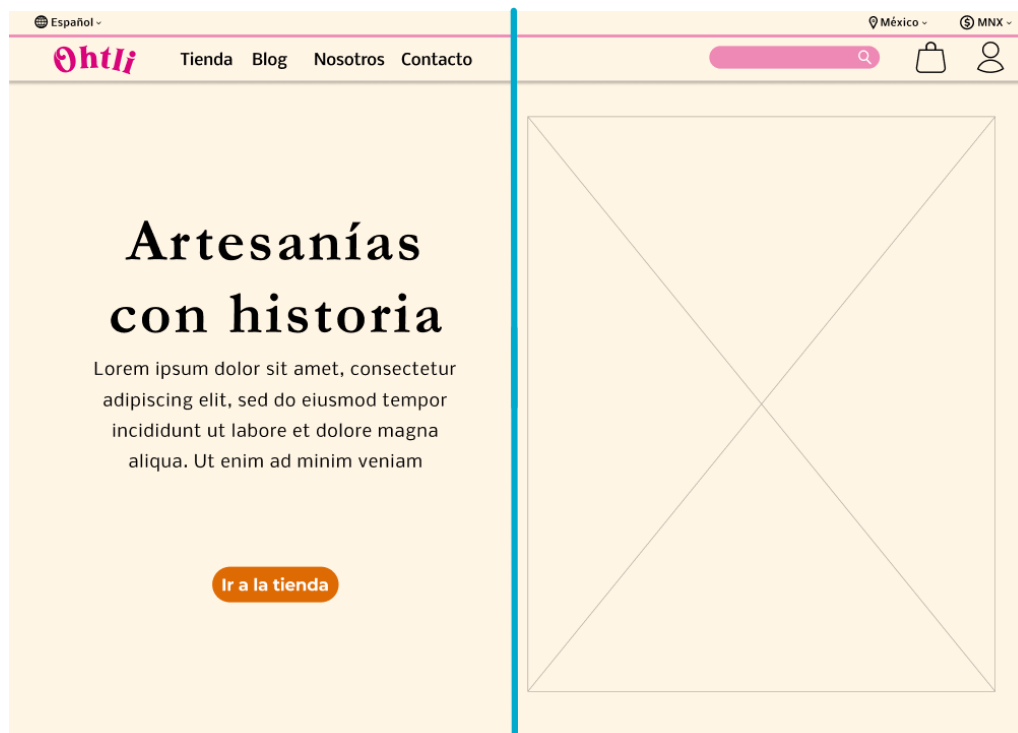 Español
México
MNX
Ohtli
Tienda Blog Nosotros Contacto
Artesanías
con historia
Lorem ipsum dolor sit amet, consectetur
adipiscing elit, sed do eiusmod tempor
incididunt ut labore et dolore magna
aliqua. Ut enim ad minim veniam
Ir a la tienda